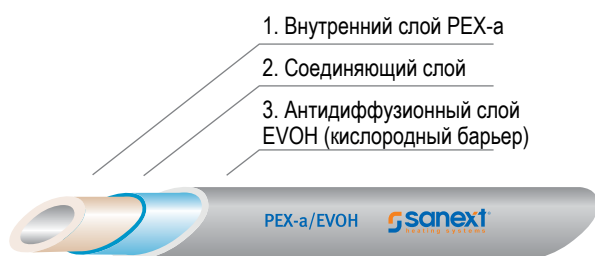 1. Внутренний слой PEX-a
2. Соединяющий слой
3. Антидиффузионный слой
EVOH (кислородный барьер)
PEX-a/EVOH sanext
heating systems